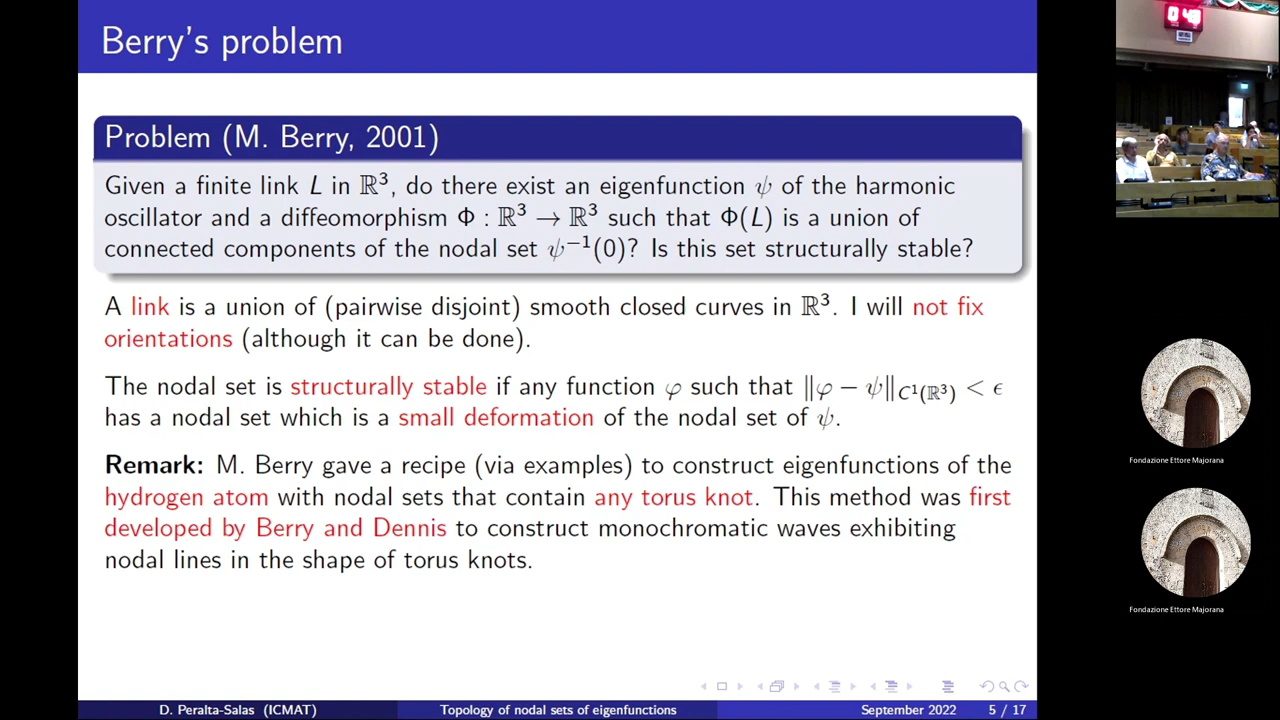 Berry's problem
Problem (M. Berry, 2001)
Given a finite link L in ℝ³, do there exist an eigenfunction ψ of the harmonic
oscillator and a diffeomorphism Φ : ℝ³ → ℝ³ such that Φ(L) is a union of
connected components of the nodal set ψ⁻¹(0)? Is this set structurally stable?
A link is a union of (pairwise disjoint) smooth closed curves in ℝ³. I will not fix
orientations (although it can be done).
The nodal set is structurally stable if any function φ such that ‖φ − ψ‖C¹(ℝ³) < ϵ
has a nodal set which is a small deformation of the nodal set of ψ.
Remark: M. Berry gave a recipe (via examples) to construct eigenfunctions of the
hydrogen atom with nodal sets that contain any torus knot. This method was first
developed by Berry and Dennis to construct monochromatic waves exhibiting
nodal lines in the shape of torus knots.
D. Peralta-Salas (ICMAT) Topology of nodal sets of eigenfunctions September 2022 5 / 17
Fondazione Ettore Majorana
Fondazione Ettore Majorana